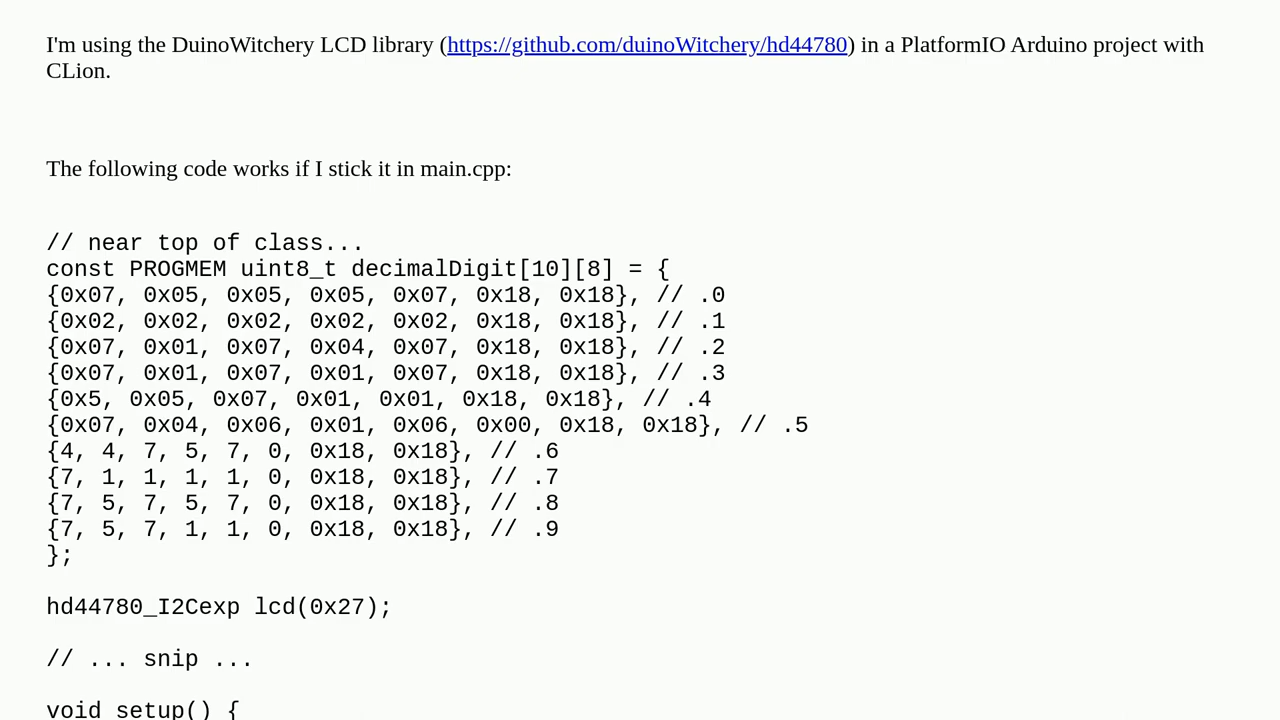 I'm using the DuinoWitchery LCD library (https://github.com/duinoWitchery/hd44780) in a PlatformIO Arduino project with
CLion.
The following code works if I stick it in main.cpp:
// near top of class...
const PROGMEM uint8_t decimalDigit[10][8] = {
{0x07, 0x05, 0x05, 0x05, 0x07, 0x18, 0x18}, // .0
{0x02, 0x02, 0x02, 0x02, 0x02, 0x18, 0x18}, // .1
{0x07, 0x01, 0x07, 0x04, 0x07, 0x18, 0x18}, // .2
{0x07, 0x01, 0x07, 0x01, 0x07, 0x18, 0x18}, // .3
{0x5, 0x05, 0x07, 0x01, 0x01, 0x18, 0x18}, // .4
{0x07, 0x04, 0x06, 0x01, 0x06, 0x00, 0x18, 0x18}, // .5
{4, 4, 7, 5, 7, 0, 0x18, 0x18}, // .6
{7, 1, 1, 1, 1, 0, 0x18, 0x18}, // .7
{7, 5, 7, 5, 7, 0, 0x18, 0x18}, // .8
{7, 5, 7, 1, 1, 0, 0x18, 0x18}, // .9
};
hd44780_I2Cexp lcd(0x27);
// ... snip ...
void setup() {